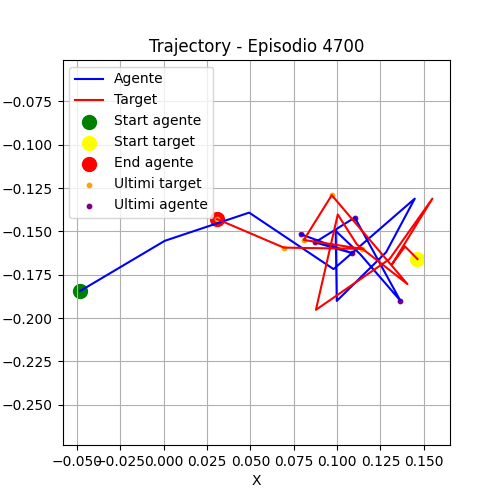 Trajectory - Episodio 4700
Agente
Target
Start agente
Start target
End agente
Ultimi target
Ultimi agente
−0.075
−0.100
−0.125
−0.150
−0.175
−0.200
−0.225
−0.250
−0.050 −0.025 0.000 0.025 0.050 0.075 0.100 0.125 0.150
X